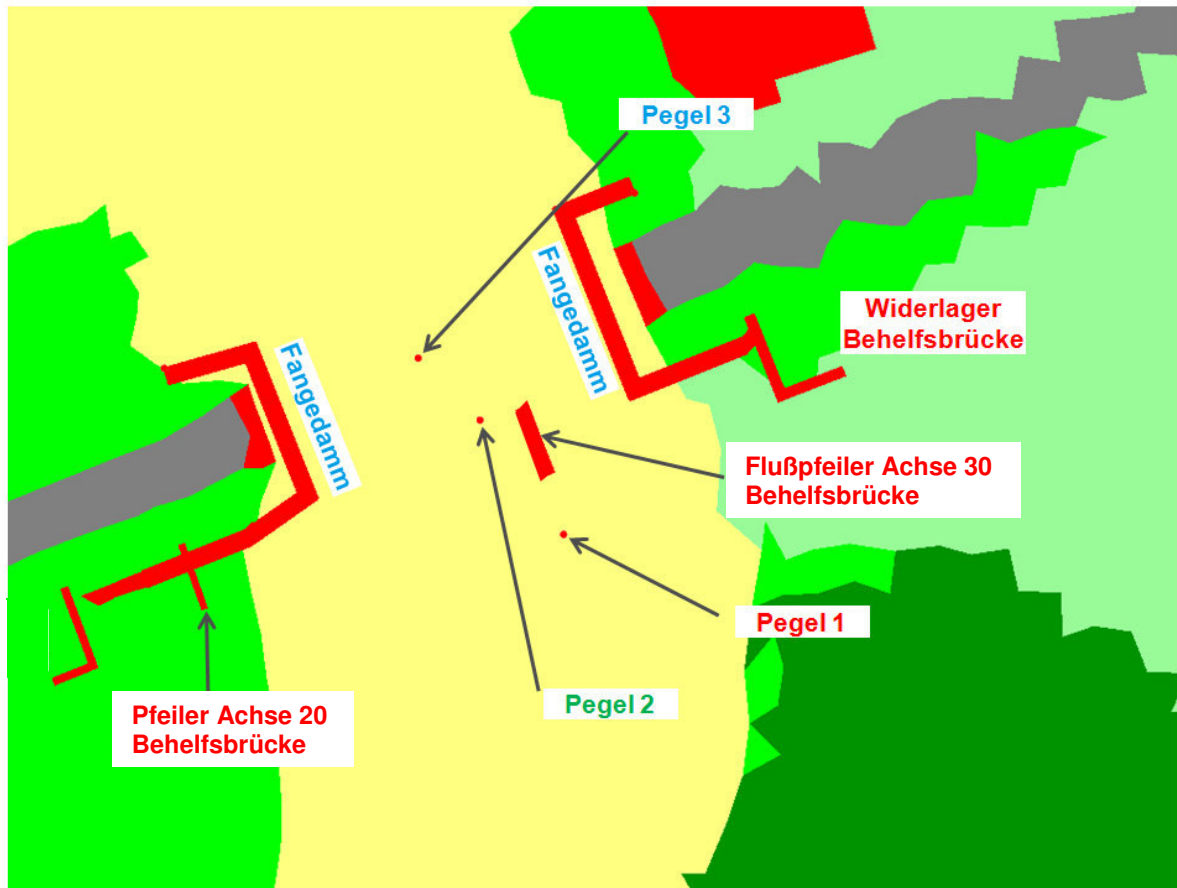 Pegel 3
Fangedamm
Widerlager
Behelfsbrücke
Fangedamm
Flußpfeiler Achse 30
Behelfsbrücke
Pegel 1
Pegel 2
Pfeiler Achse 20
Behelfsbrücke